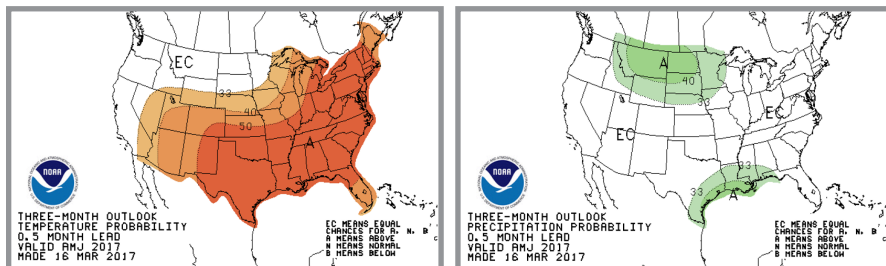 EC
33
40
50
A
NOAA
THREE-MONTH OUTLOOK
TEMPERATURE PROBABILITY
0.5 MONTH LEAD
VALID AMJ 2017
MADE 16 MAR 2017
EC MEANS EQUAL
CHANCES FOR A, N, B
A MEANS ABOVE
N MEANS NORMAL
B MEANS BELOW
A
40
33
EC
EC
33
33
A
NOAA
THREE-MONTH OUTLOOK
PRECIPITATION PROBABILITY
0.5 MONTH LEAD
VALID AMJ 2017
MADE 16 MAR 2017
EC MEANS EQUAL
CHANCES FOR A, N, B
A MEANS ABOVE
N MEANS NORMAL
B MEANS BELOW